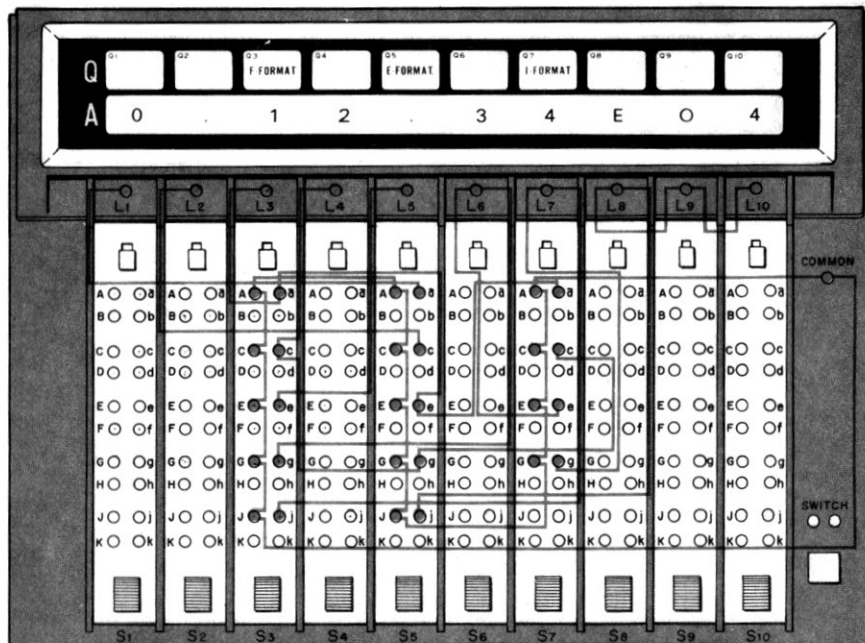 Q Q1 Q2 Q3 F-FORMAT Q4 Q5 E-FORMAT Q6 Q7 I-FORMAT Q8 Q9 Q10
A 0 . 1 2 . 3 4 E O 4
L1 L2 L3 L4 L5 L6 L7 L8 L9 L10
COMMON
A a A a A a A a A a A a A a A a A a A a
B b B b B b B b B b B b B b B b B b B b
C c C c C c C c C c C c C c C c C c C c
D d D d D d D d D d D d D d D d D d D d
E e E e E e E e E e E e E e E e E e E e
F f F f F f F f F f F f F f F f F f F f
G g G g G g G g G g G g G g G g G g G g
H h H h H h H h H h H h H h H h H h H h
SWITCH
J j J j J j J j J j J j J j J j J j J j
K k K k K k K k K k K k K k K k K k K k
S1 S2 S3 S4 S5 S6 S7 S8 S9 S10